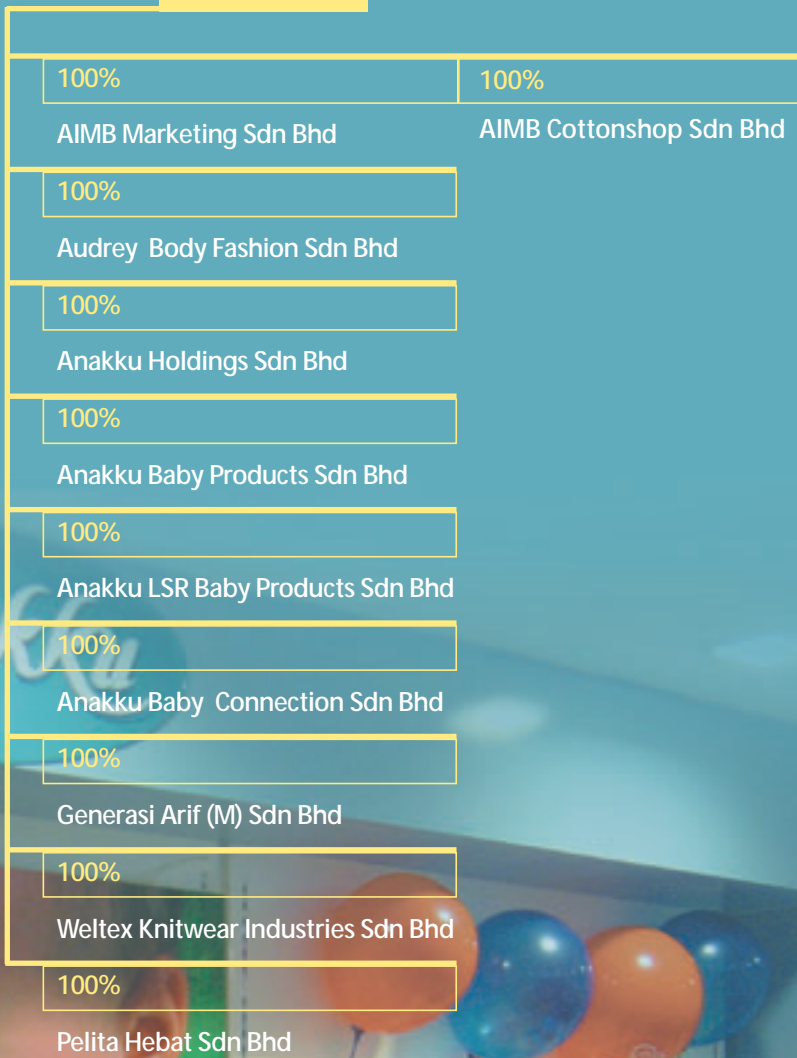 100%
AIMB Marketing Sdn Bhd
100%
AIMB Cottonshop Sdn Bhd
100%
Audrey Body Fashion Sdn Bhd
100%
Anakku Holdings Sdn Bhd
100%
Anakku Baby Products Sdn Bhd
100%
Anakku LSR Baby Products Sdn Bhd
100%
Anakku Baby Connection Sdn Bhd
100%
Generasi Arif (M) Sdn Bhd
100%
Weltex Knitwear Industries Sdn Bhd
100%
Pelita Hebat Sdn Bhd